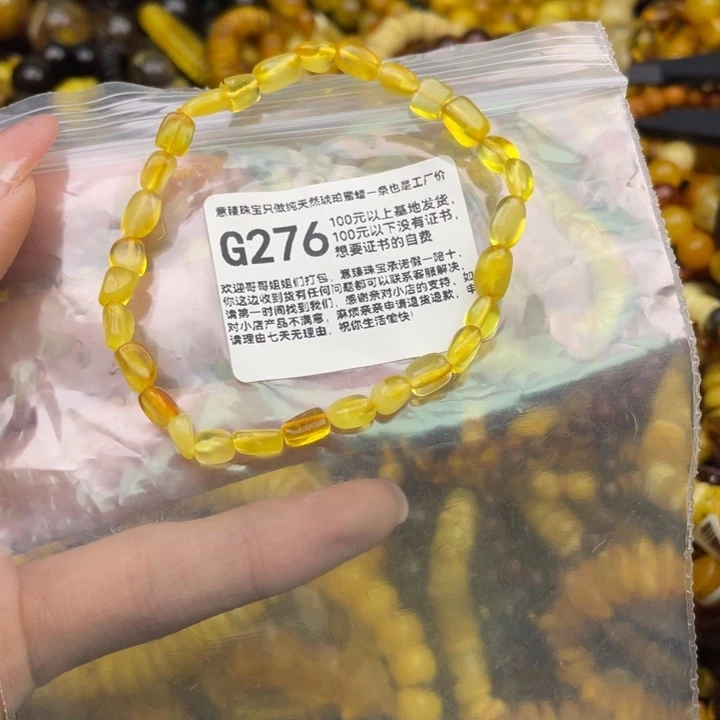 意臻珠宝只做纯天然琥珀蜜蜡一条也是工厂价
G276
100元以上基地发货，
100元以下没有证书，
想要证书的自费
欢迎哥哥姐姐们打包，意臻珠宝承诺假一赔十，
你这边收到货有任何问题都可以联系客服解决，
请第一时间找到我们，感谢亲对小店的支持，如
对小店产品不满意，麻烦亲亲申请退货退款，申
请理由七天无理由，祝你生活愉快！